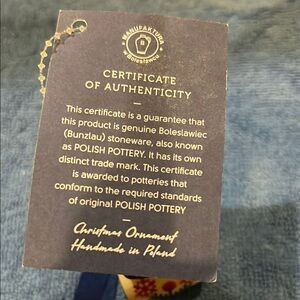 MANUFAKTURA
Bolesławiec
CERTIFICATE
OF AUTHENTICITY
This certificate is a guarantee that
this product is genuine Boleslawiec
(Bunzlau) stoneware, also known
as POLISH POTTERY. It has its own
distinct trade mark. This certificate
is awarded to potteries that
conform to the required standards
of original POLISH POTTERY
Christmas Ornament
Handmade in Poland